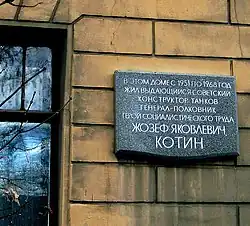 В ЭТОМ ДОМЕ С 1951 ПО 1968 ГОД
ЖИЛ ВЫДАЮЩИЙСЯ СОВЕТСКИЙ
КОНСТРУКТОР ТАНКОВ
ГЕНЕРАЛ-ПОЛКОВНИК
ГЕРОЙ СОЦИАЛИСТИЧЕСКОГО ТРУДА
ЖОЗЕФ ЯКОВЛЕВИЧ
КОТИН